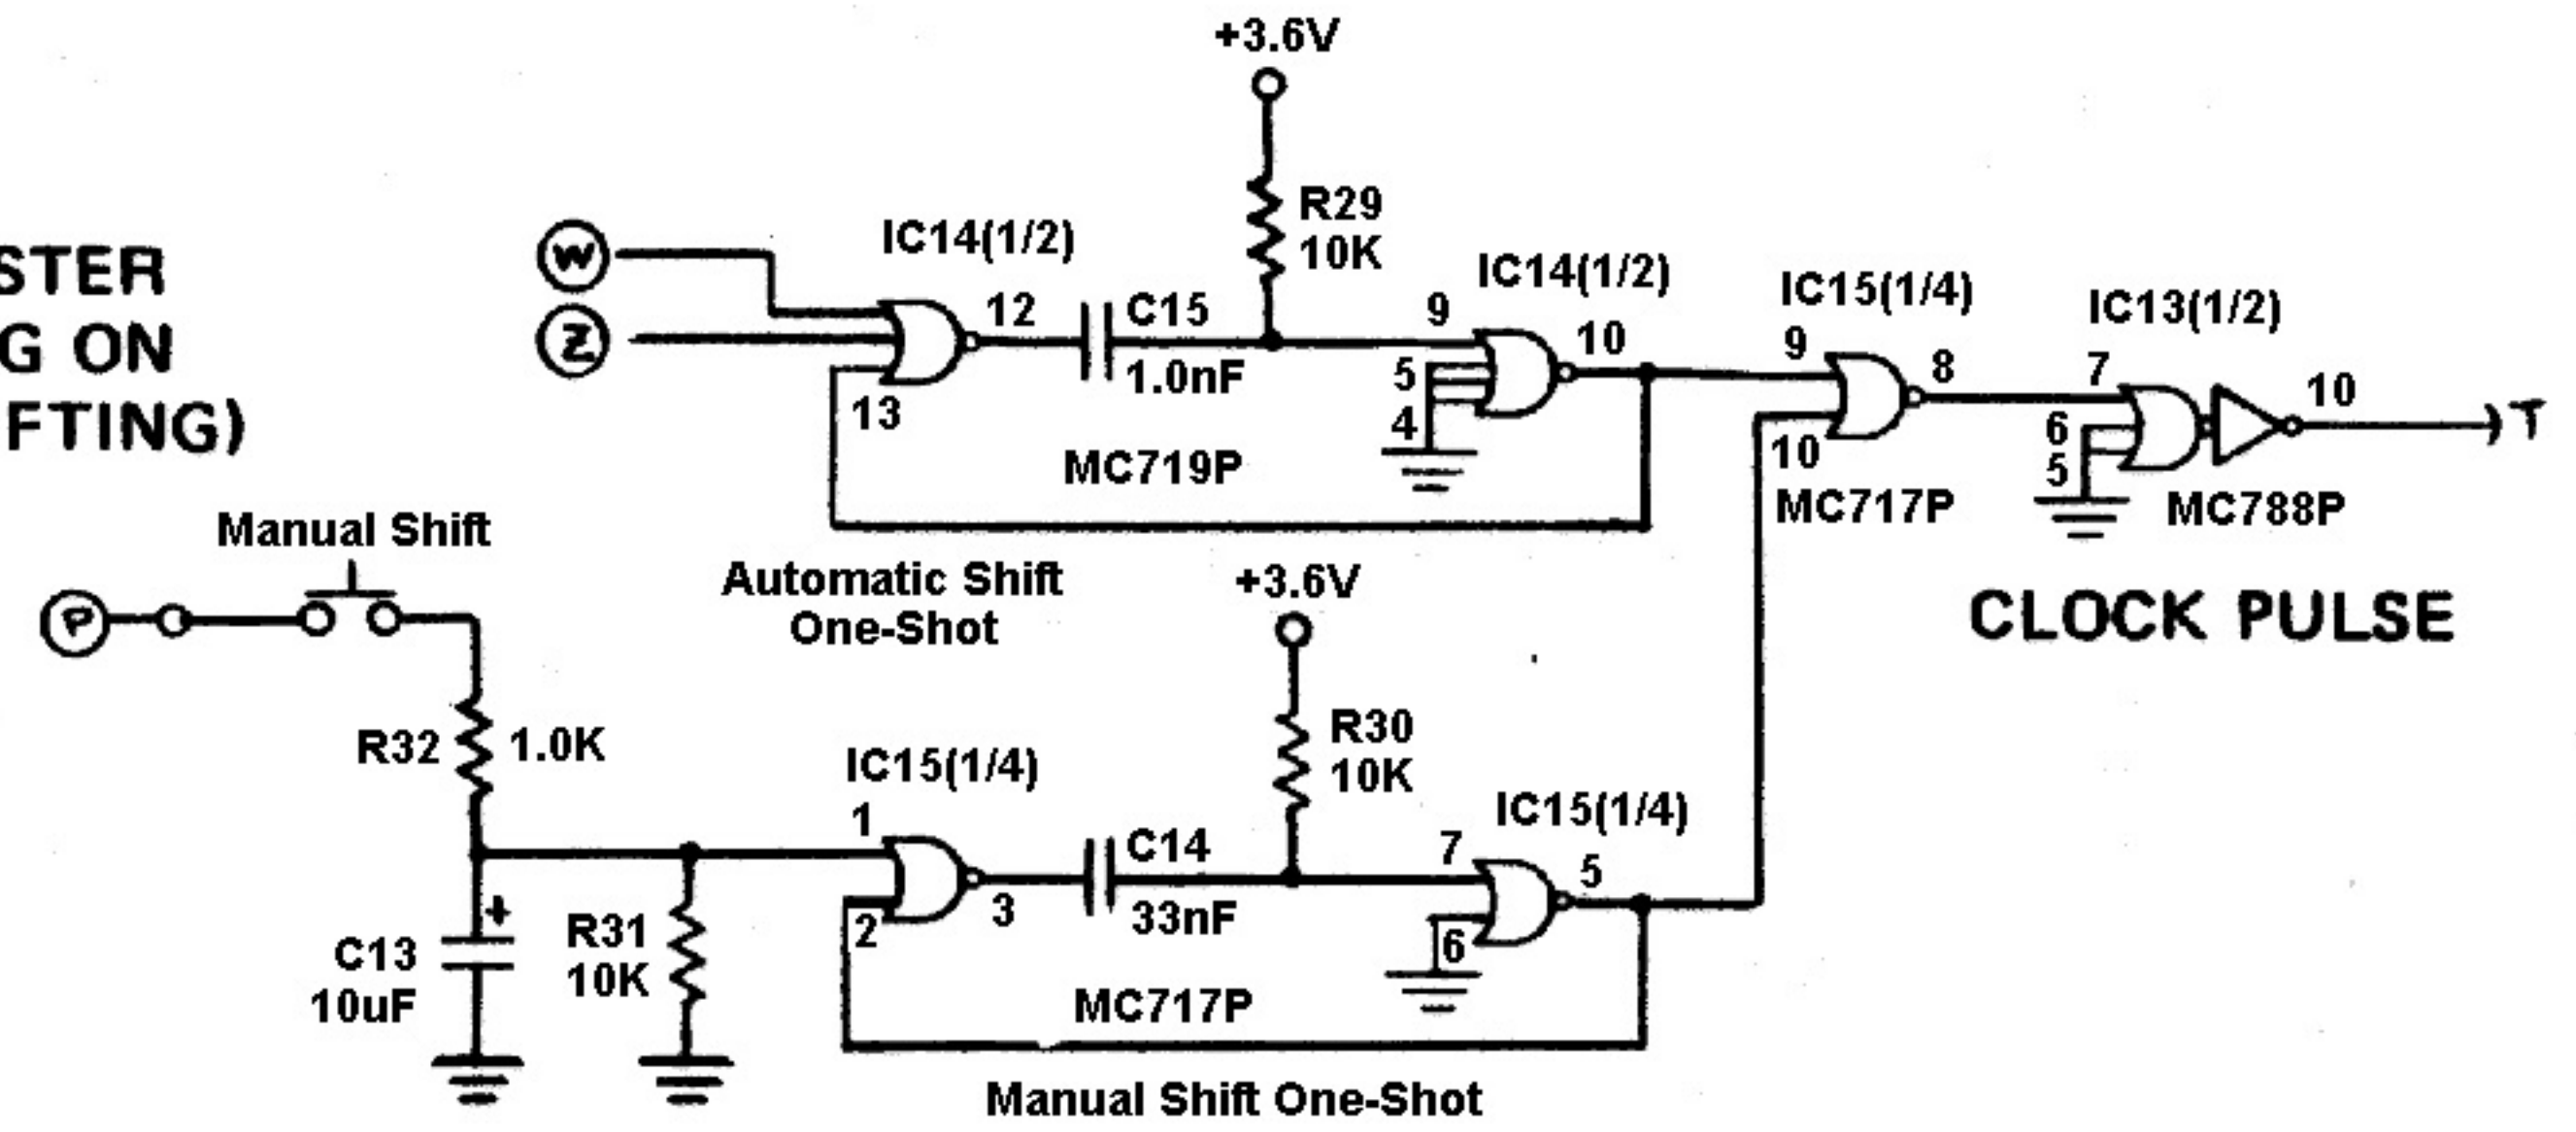 +3.6V
STER
G ON
FTING)
W
Z
IC14(1/2)
12
13
C15
1.0nF
R29
10K
9
5
4
IC14(1/2)
10
MC719P
IC15(1/4)
9
10
8
MC717P
IC13(1/2)
7
6
5
10
T
MC788P
CLOCK PULSE
Automatic Shift
One-Shot
Manual Shift
P
R32
1.0K
C13
10uF
+
R31
10K
IC15(1/4)
1
2
3
C14
33nF
+3.6V
R30
10K
7
6
IC15(1/4)
5
MC717P
Manual Shift One-Shot